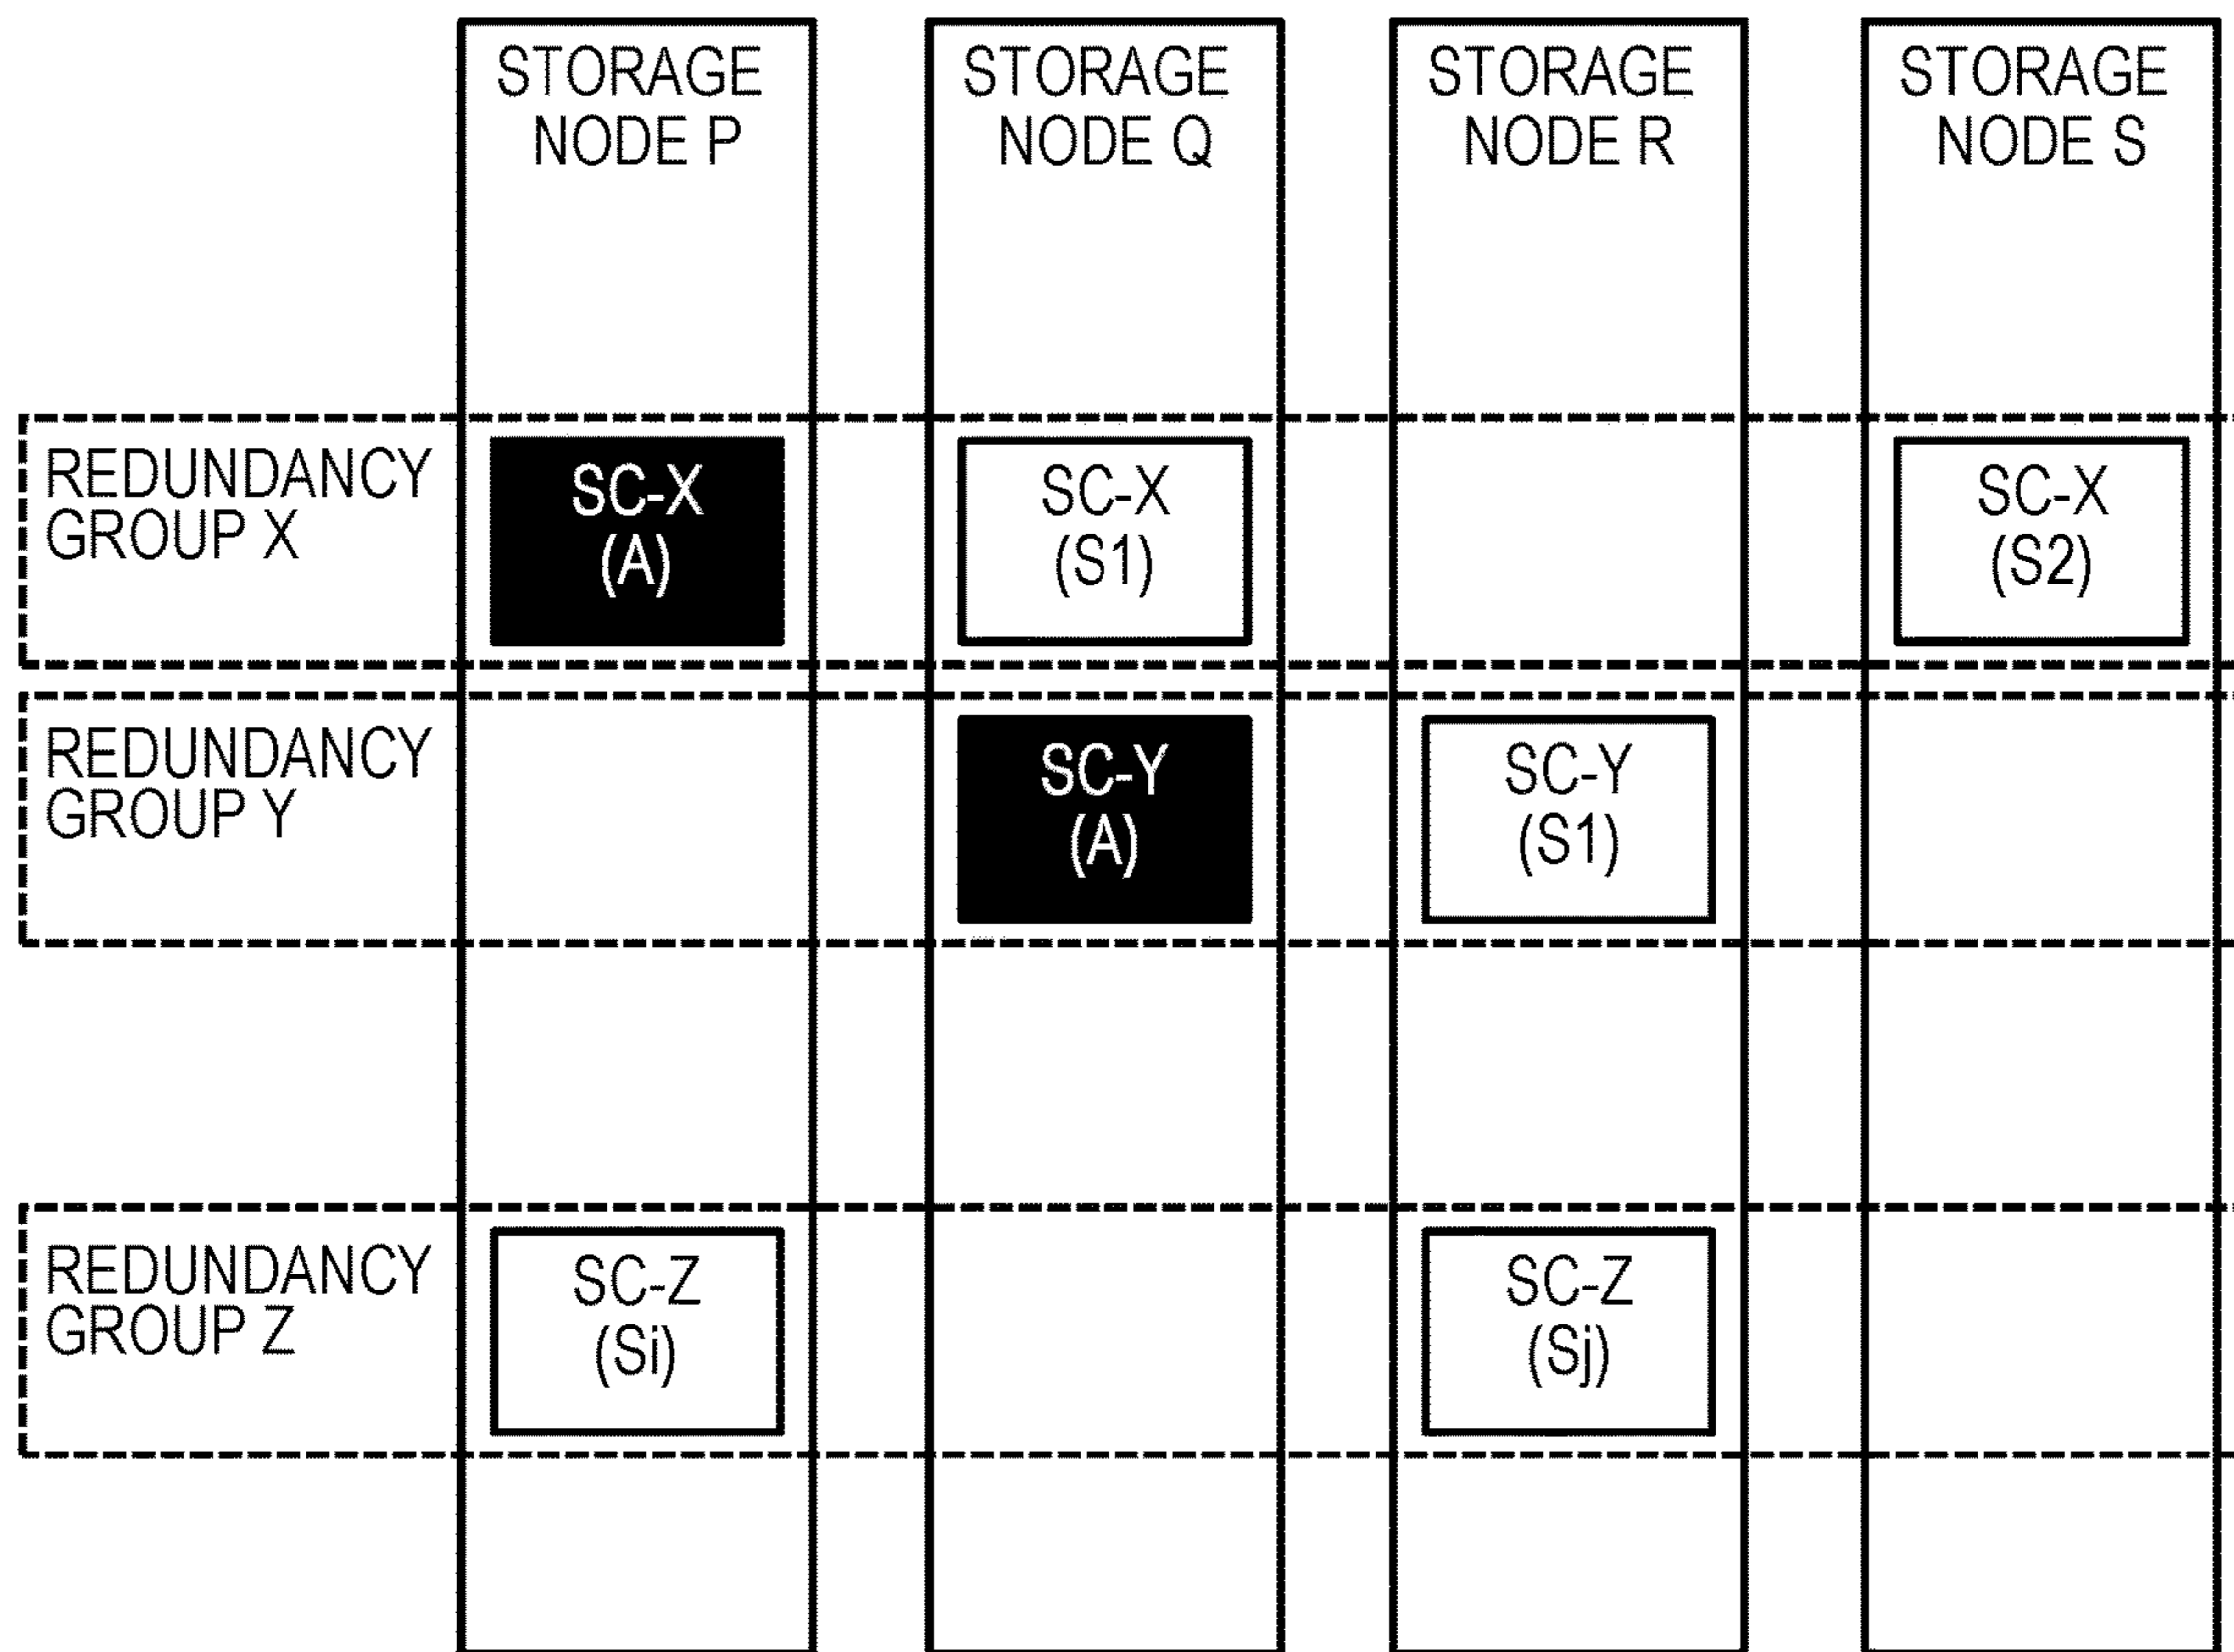 STORAGE
NODE P
STORAGE
NODE Q
STORAGE
NODE R
STORAGE
NODE S
REDUNDANCY
GROUP X
SC-X
(A)
SC-X
(S1)
SC-X
(S2)
REDUNDANCY
GROUP Y
SC-Y
(A)
SC-Y
(S1)
REDUNDANCY
GROUP Z
SC-Z
(Si)
SC-Z
(Sj)